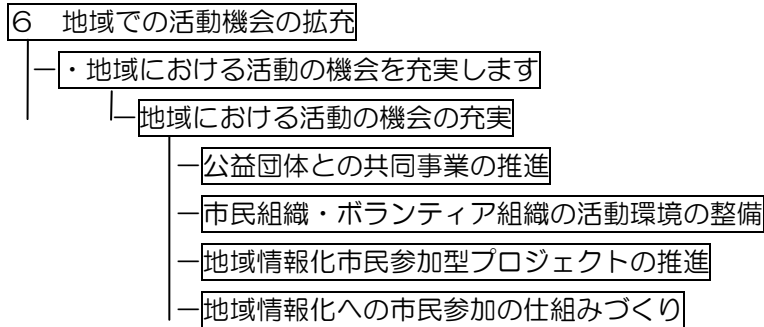 ６　地域での活動機会の拡充
・地域における活動の機会を充実します
地域における活動の機会の充実
公益団体との共同事業の推進
市民組織・ボランティア組織の活動環境の整備
地域情報化市民参加型プロジェクトの推進
地域情報化への市民参加の仕組みづくり